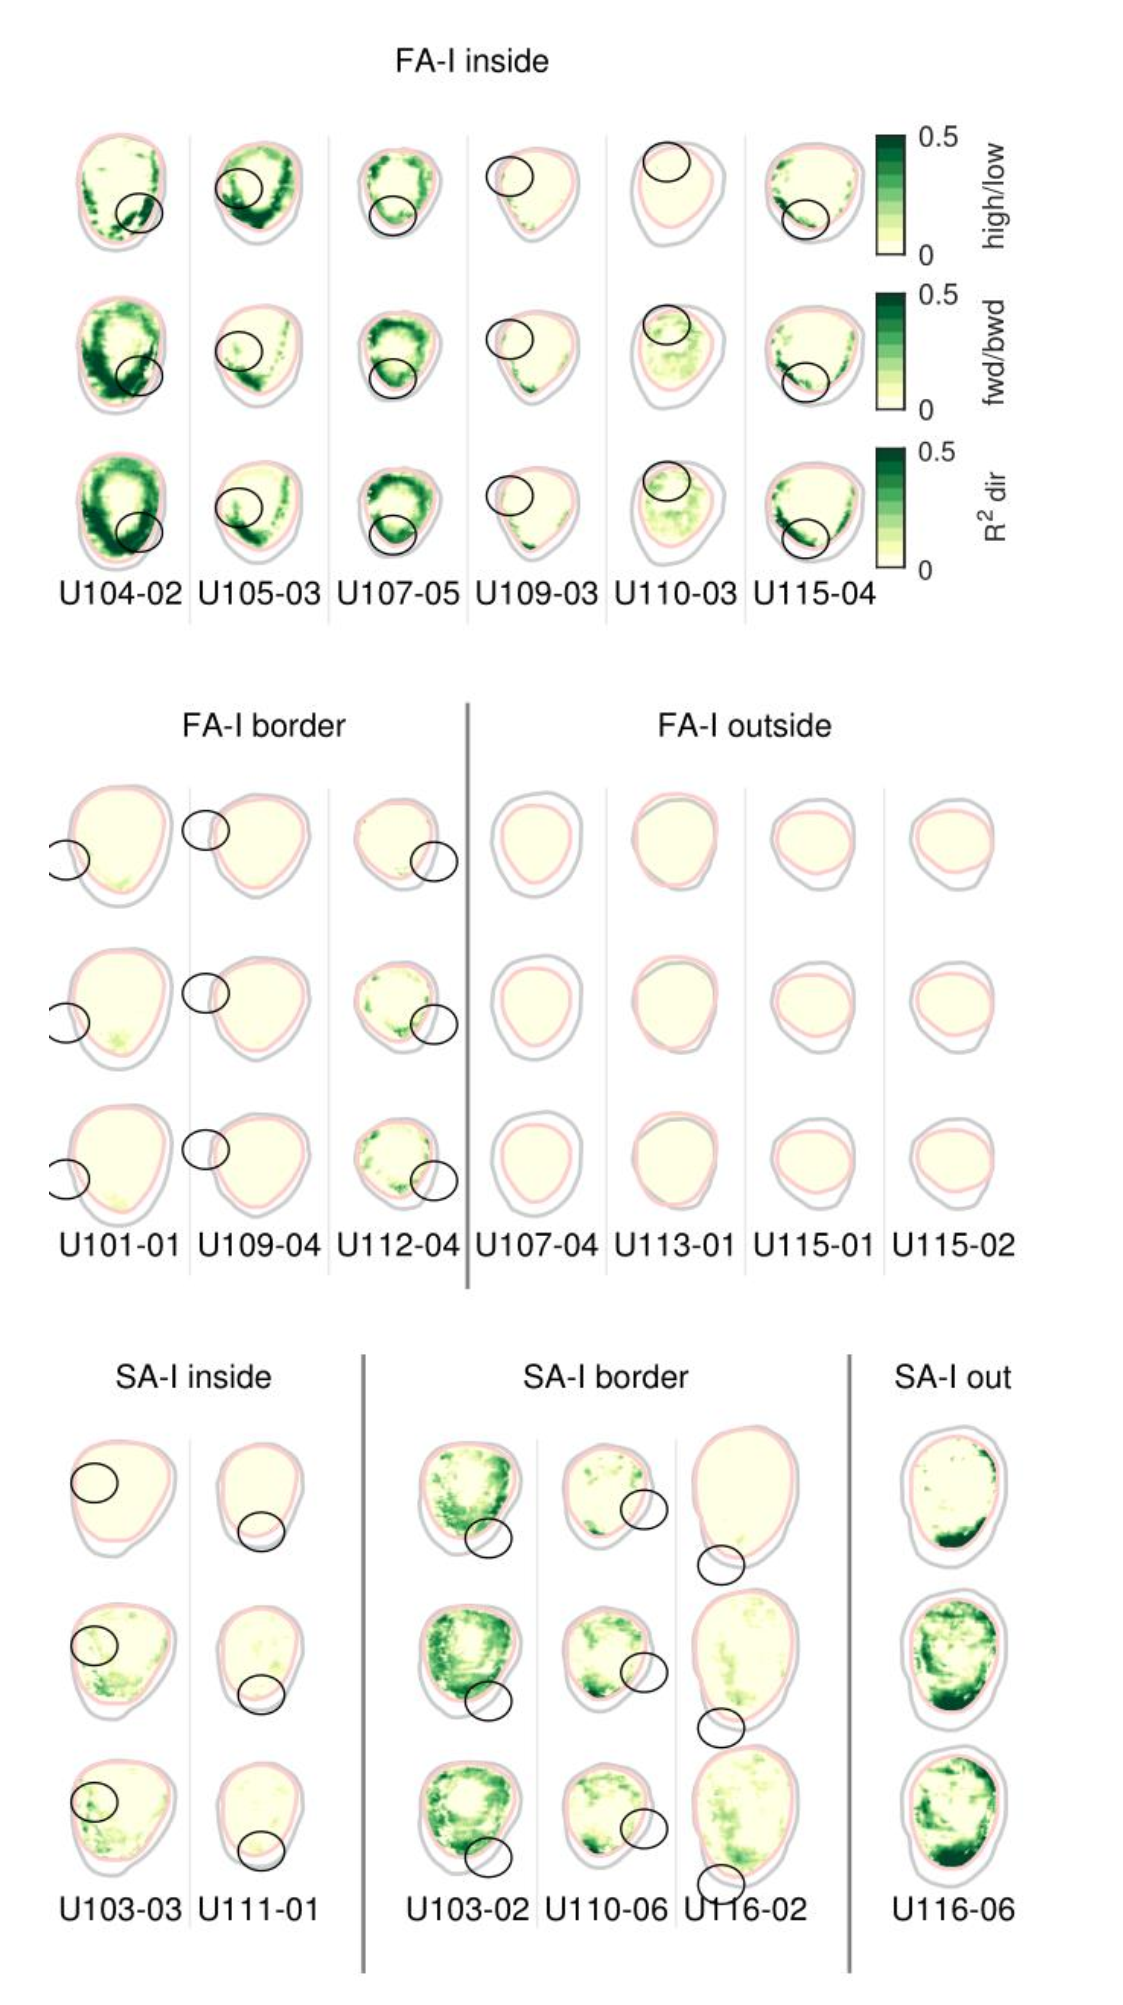 FA-I inside
0.5
0
high/low
0.5
0
fwd/bwd
0.5
0
R² dir
U104-02 U105-03 U107-05 U109-03 U110-03 U115-04
FA-I border FA-I outside
U101-01 U109-04 U112-04 U107-04 U113-01 U115-01 U115-02
SA-I inside SA-I border SA-I out
U103-03 U111-01 U103-02 U110-06 U116-02 U116-06